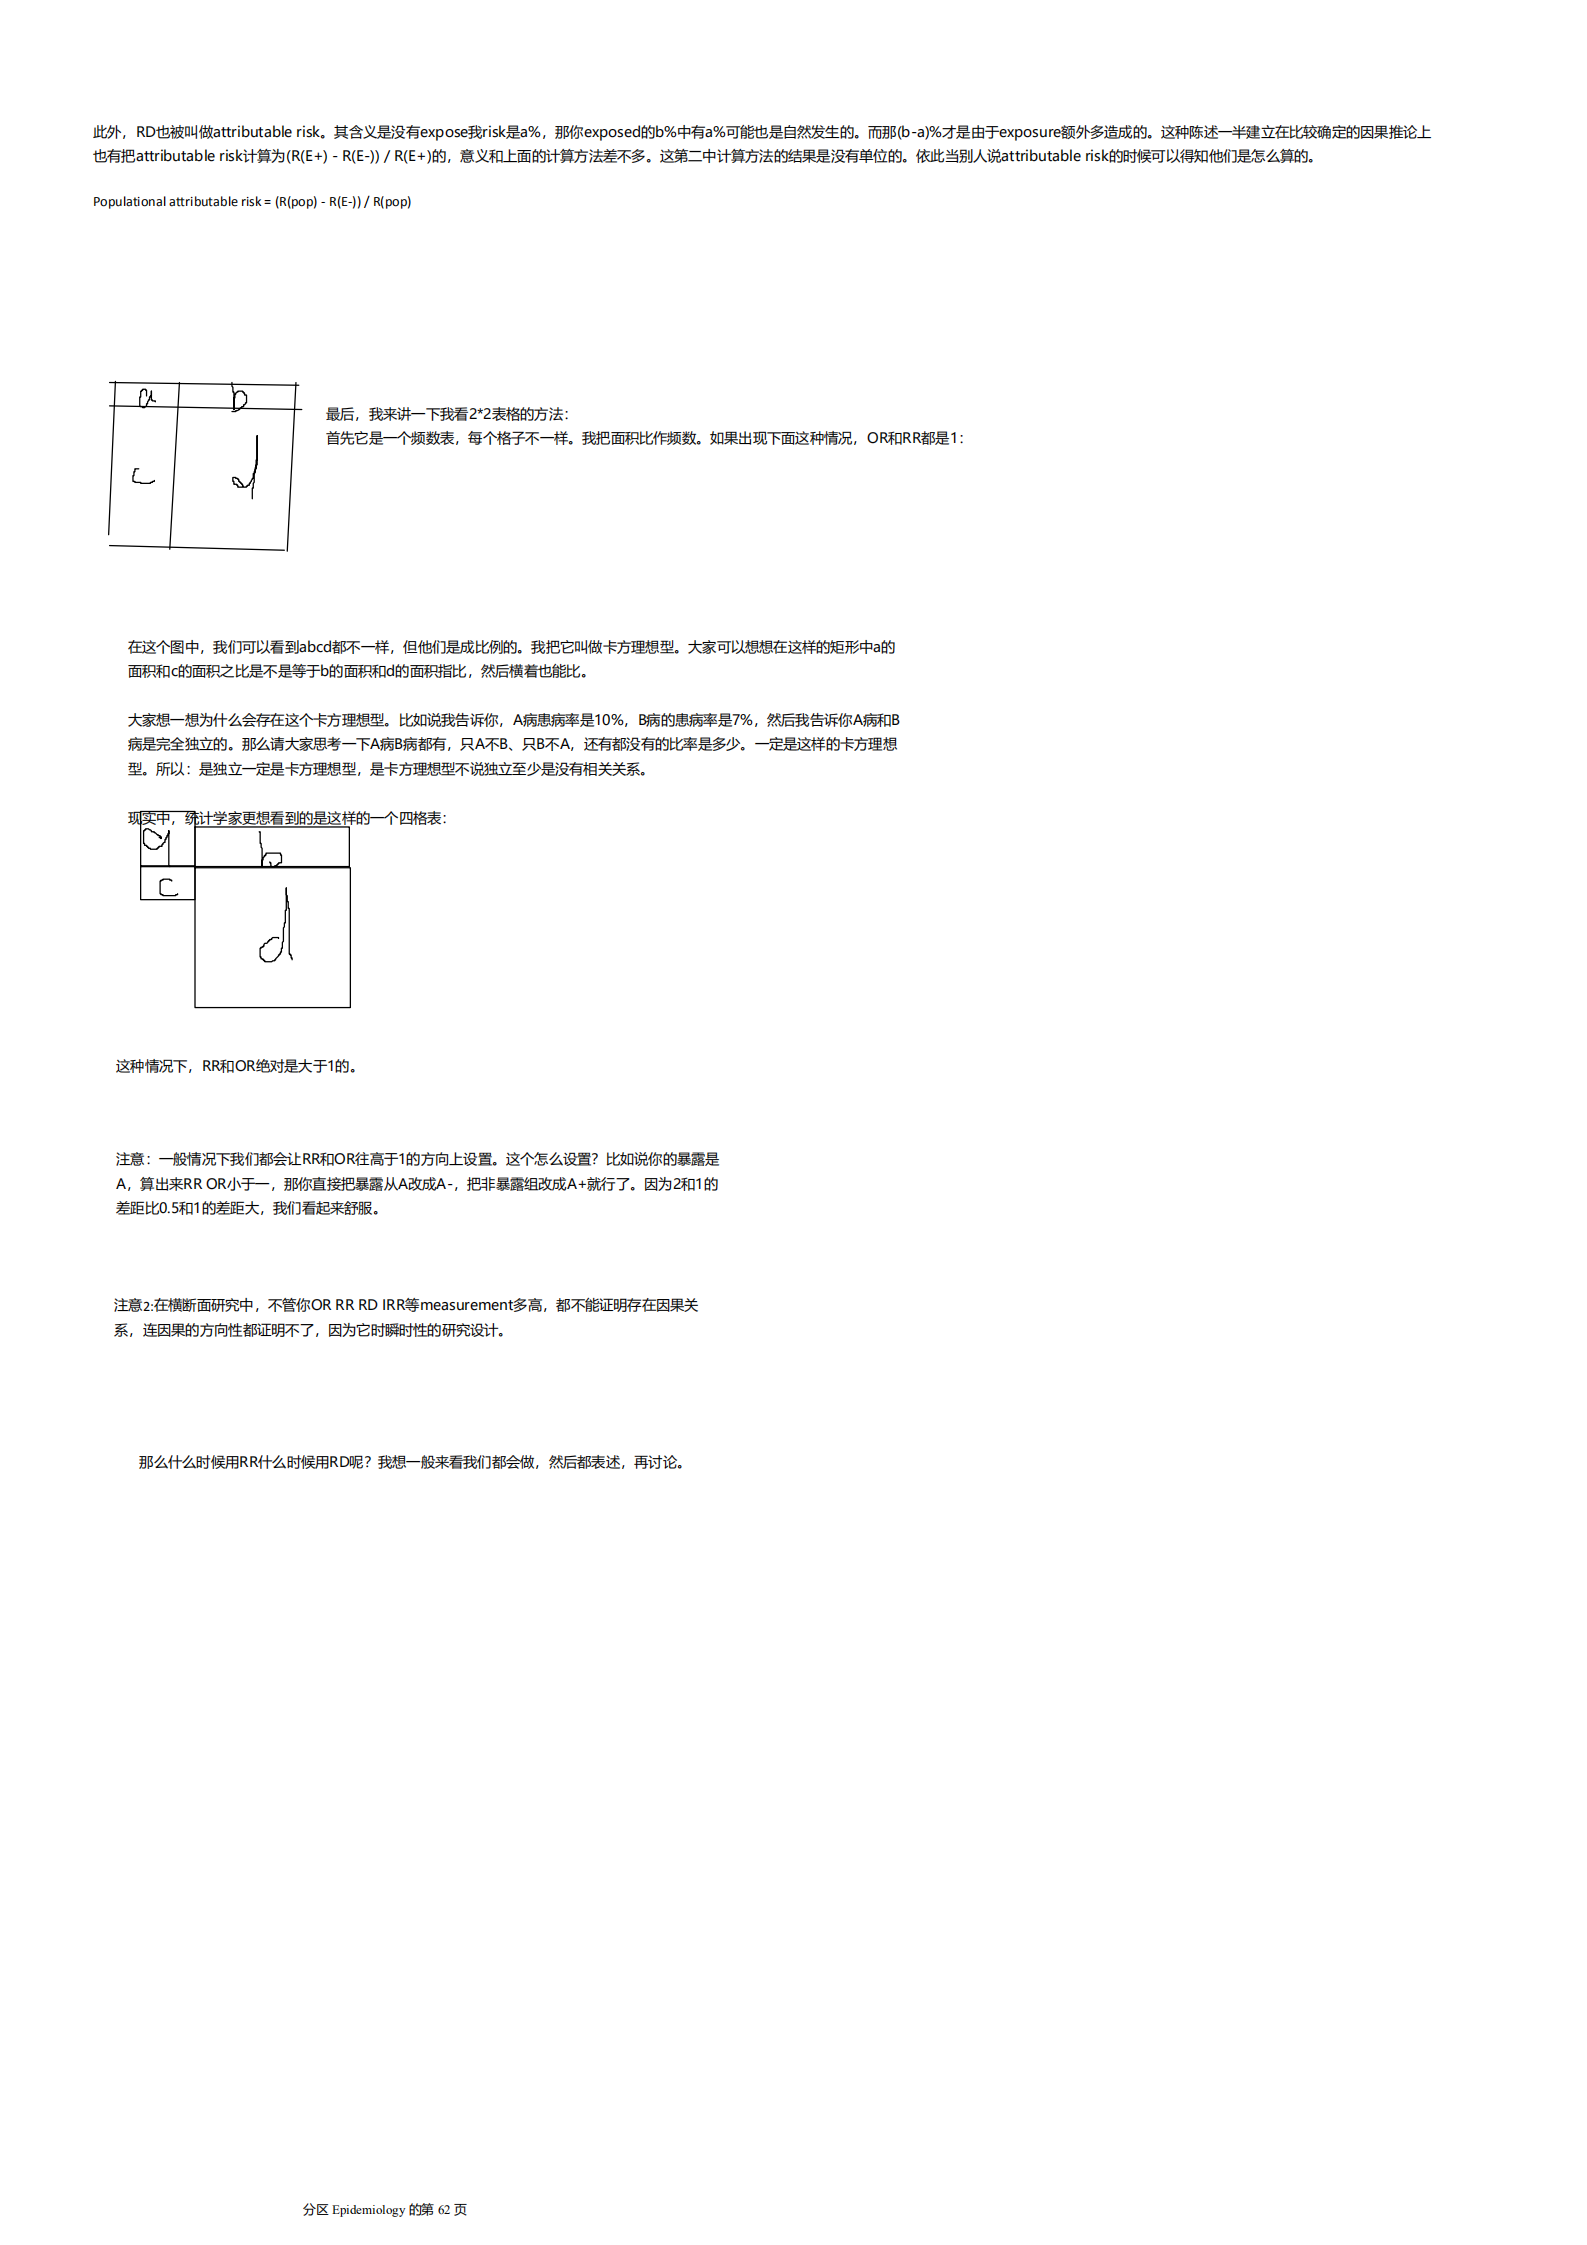 此外，RD也被叫做attributable risk。其含义是没有expose我risk是a%，那你exposed的b%中有a%可能也是自然发生的。而那(b-a)%才是由于exposure额外多造成的。这种陈述一半建立在比较确定的因果推论上
也有把attributable risk计算为(R(E+) - R(E-)) / R(E+)的，意义和上面的计算方法差不多。这第二中计算方法的结果是没有单位的。依此当别人说attributable risk的时候可以得知他们是怎么算的。
Populational attributable risk = (R(pop) - R(E-)) / R(pop)
a b
c d
最后，我来讲一下我看2*2表格的方法：
首先它是一个频数表，每个格子不一样。我把面积比作频数。如果出现下面这种情况，OR和RR都是1：
在这个图中，我们可以看到abcd都不一样，但他们是成比例的。我把它叫做卡方理想型。大家可以想想在这样的矩形中a的
面积和c的面积之比是不是等于b的面积和d的面积指比，然后横着也能比。
大家想一想为什么会存在这个卡方理想型。比如说我告诉你，A病患病率是10%，B病的患病率是7%，然后我告诉你A病和B
病是完全独立的。那么请大家思考一下A病B病都有，只A不B、只B不A，还有都没有的比率是多少。一定是这样的卡方理想
型。所以：是独立一定是卡方理想型，是卡方理想型不说独立至少是没有相关关系。
现实中，统计学家更想看到的是这样的一个四格表：
a b
c
d
这种情况下，RR和OR绝对是大于1的。
注意：一般情况下我们都会让RR和OR往高于1的方向上设置。这个怎么设置？比如说你的暴露是
A，算出来RR OR小于一，那你直接把暴露从A改成A-，把非暴露组改成A+就行了。因为2和1的
差距比0.5和1的差距大，我们看起来舒服。
注意2:在横断面研究中，不管你OR RR RD IRR等measurement多高，都不能证明存在因果关
系，连因果的方向性都证明不了，因为它时瞬时性的研究设计。
那么什么时候用RR什么时候用RD呢？我想一般来看我们都会做，然后都表述，再讨论。
分区 Epidemiology 的第 62 页